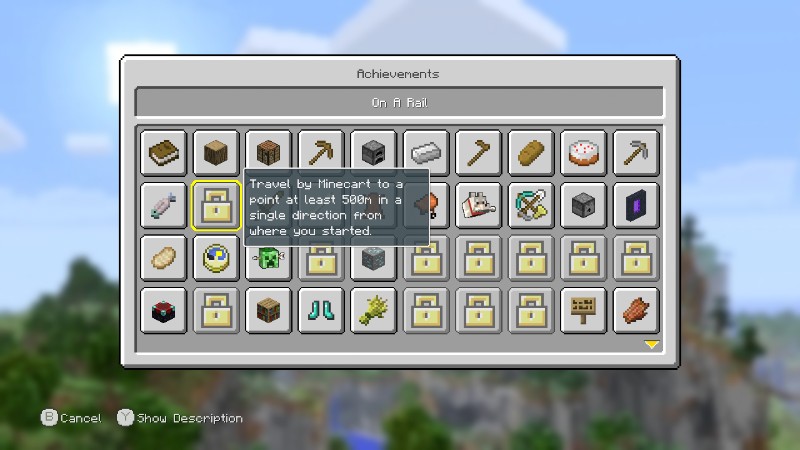 Achievements
On A Rail
Travel by Minecart to a
point at least 500m in a
single direction from
where you started.
B Cancel
Y Show Description